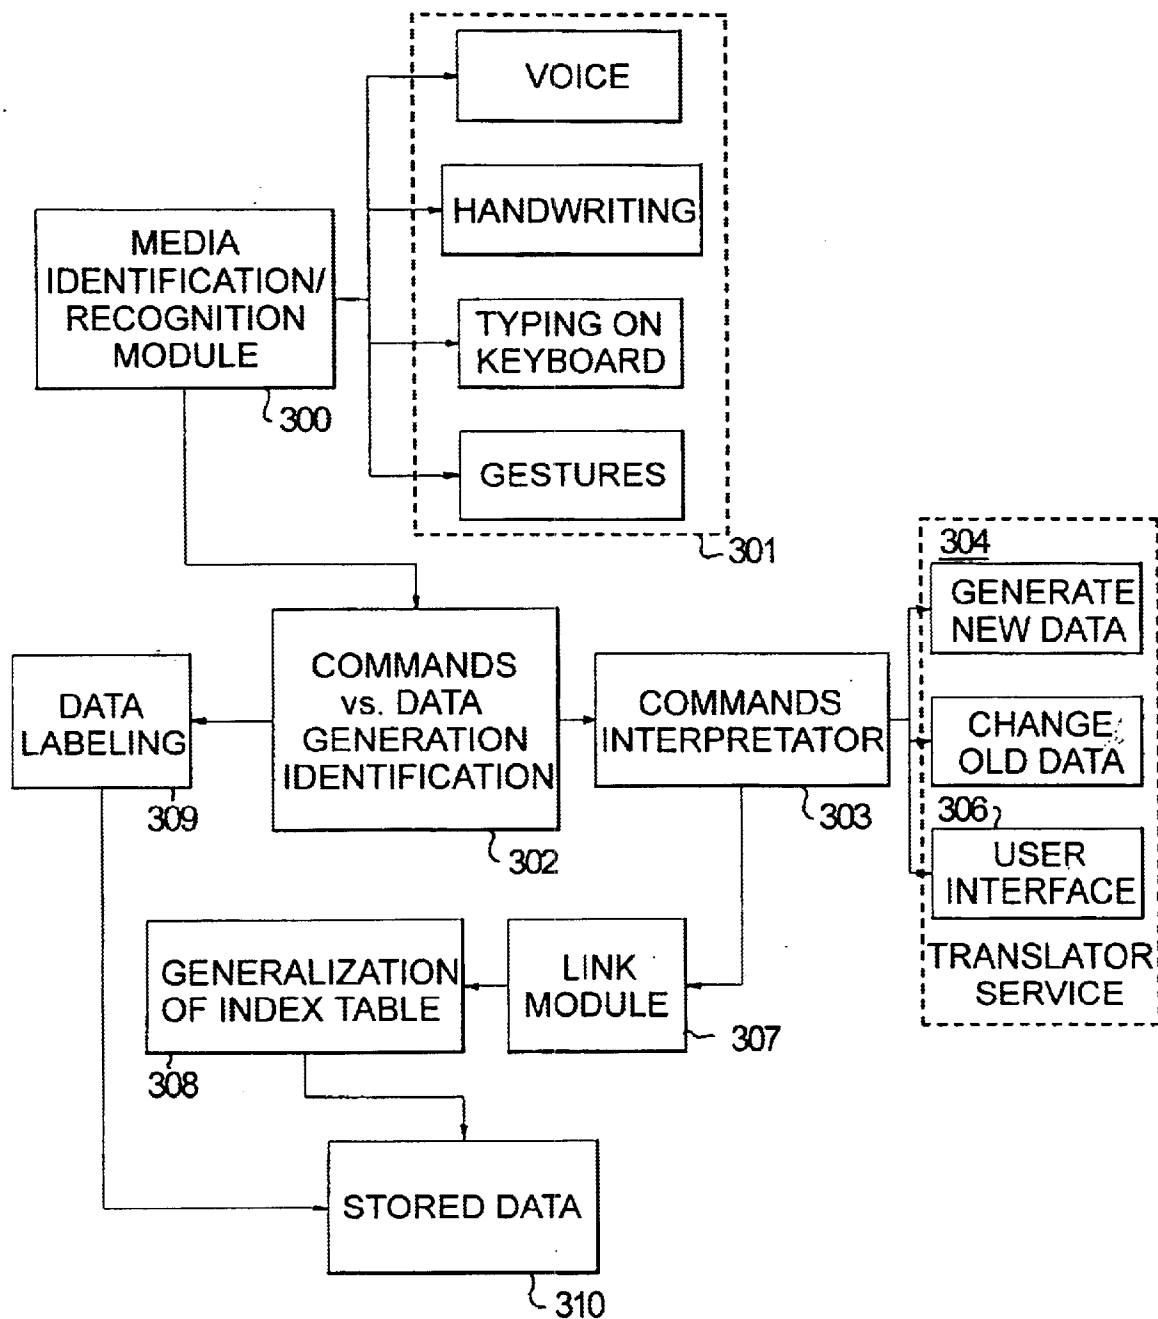 VOICE
HANDWRITING
TYPING ON
KEYBOARD
GESTURES
301
MEDIA
IDENTIFICATION/
RECOGNITION
MODULE
300
COMMANDS
vs. DATA
GENERATION
IDENTIFICATION
302
DATA
LABELING
309
COMMANDS
INTERPRETATOR
303
304
GENERATE
NEW DATA
CHANGE
OLD DATA
306
USER
INTERFACE
TRANSLATOR
SERVICE
LINK
MODULE
307
GENERALIZATION
OF INDEX TABLE
308
STORED DATA
310